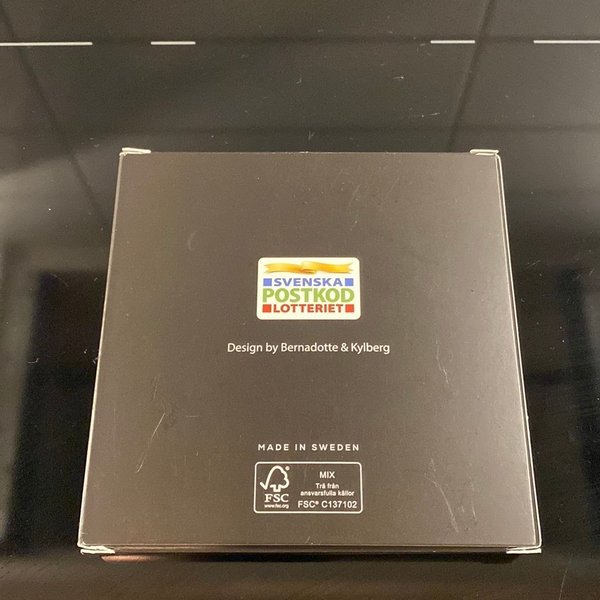 SVENSKA
POSTKOD
LOTTERIET
Design by Bernadotte & Kylberg
MADE IN SWEDEN
FSC
www.fsc.org
MIX
Trä från
ansvarsfulla källor
FSC® C137102